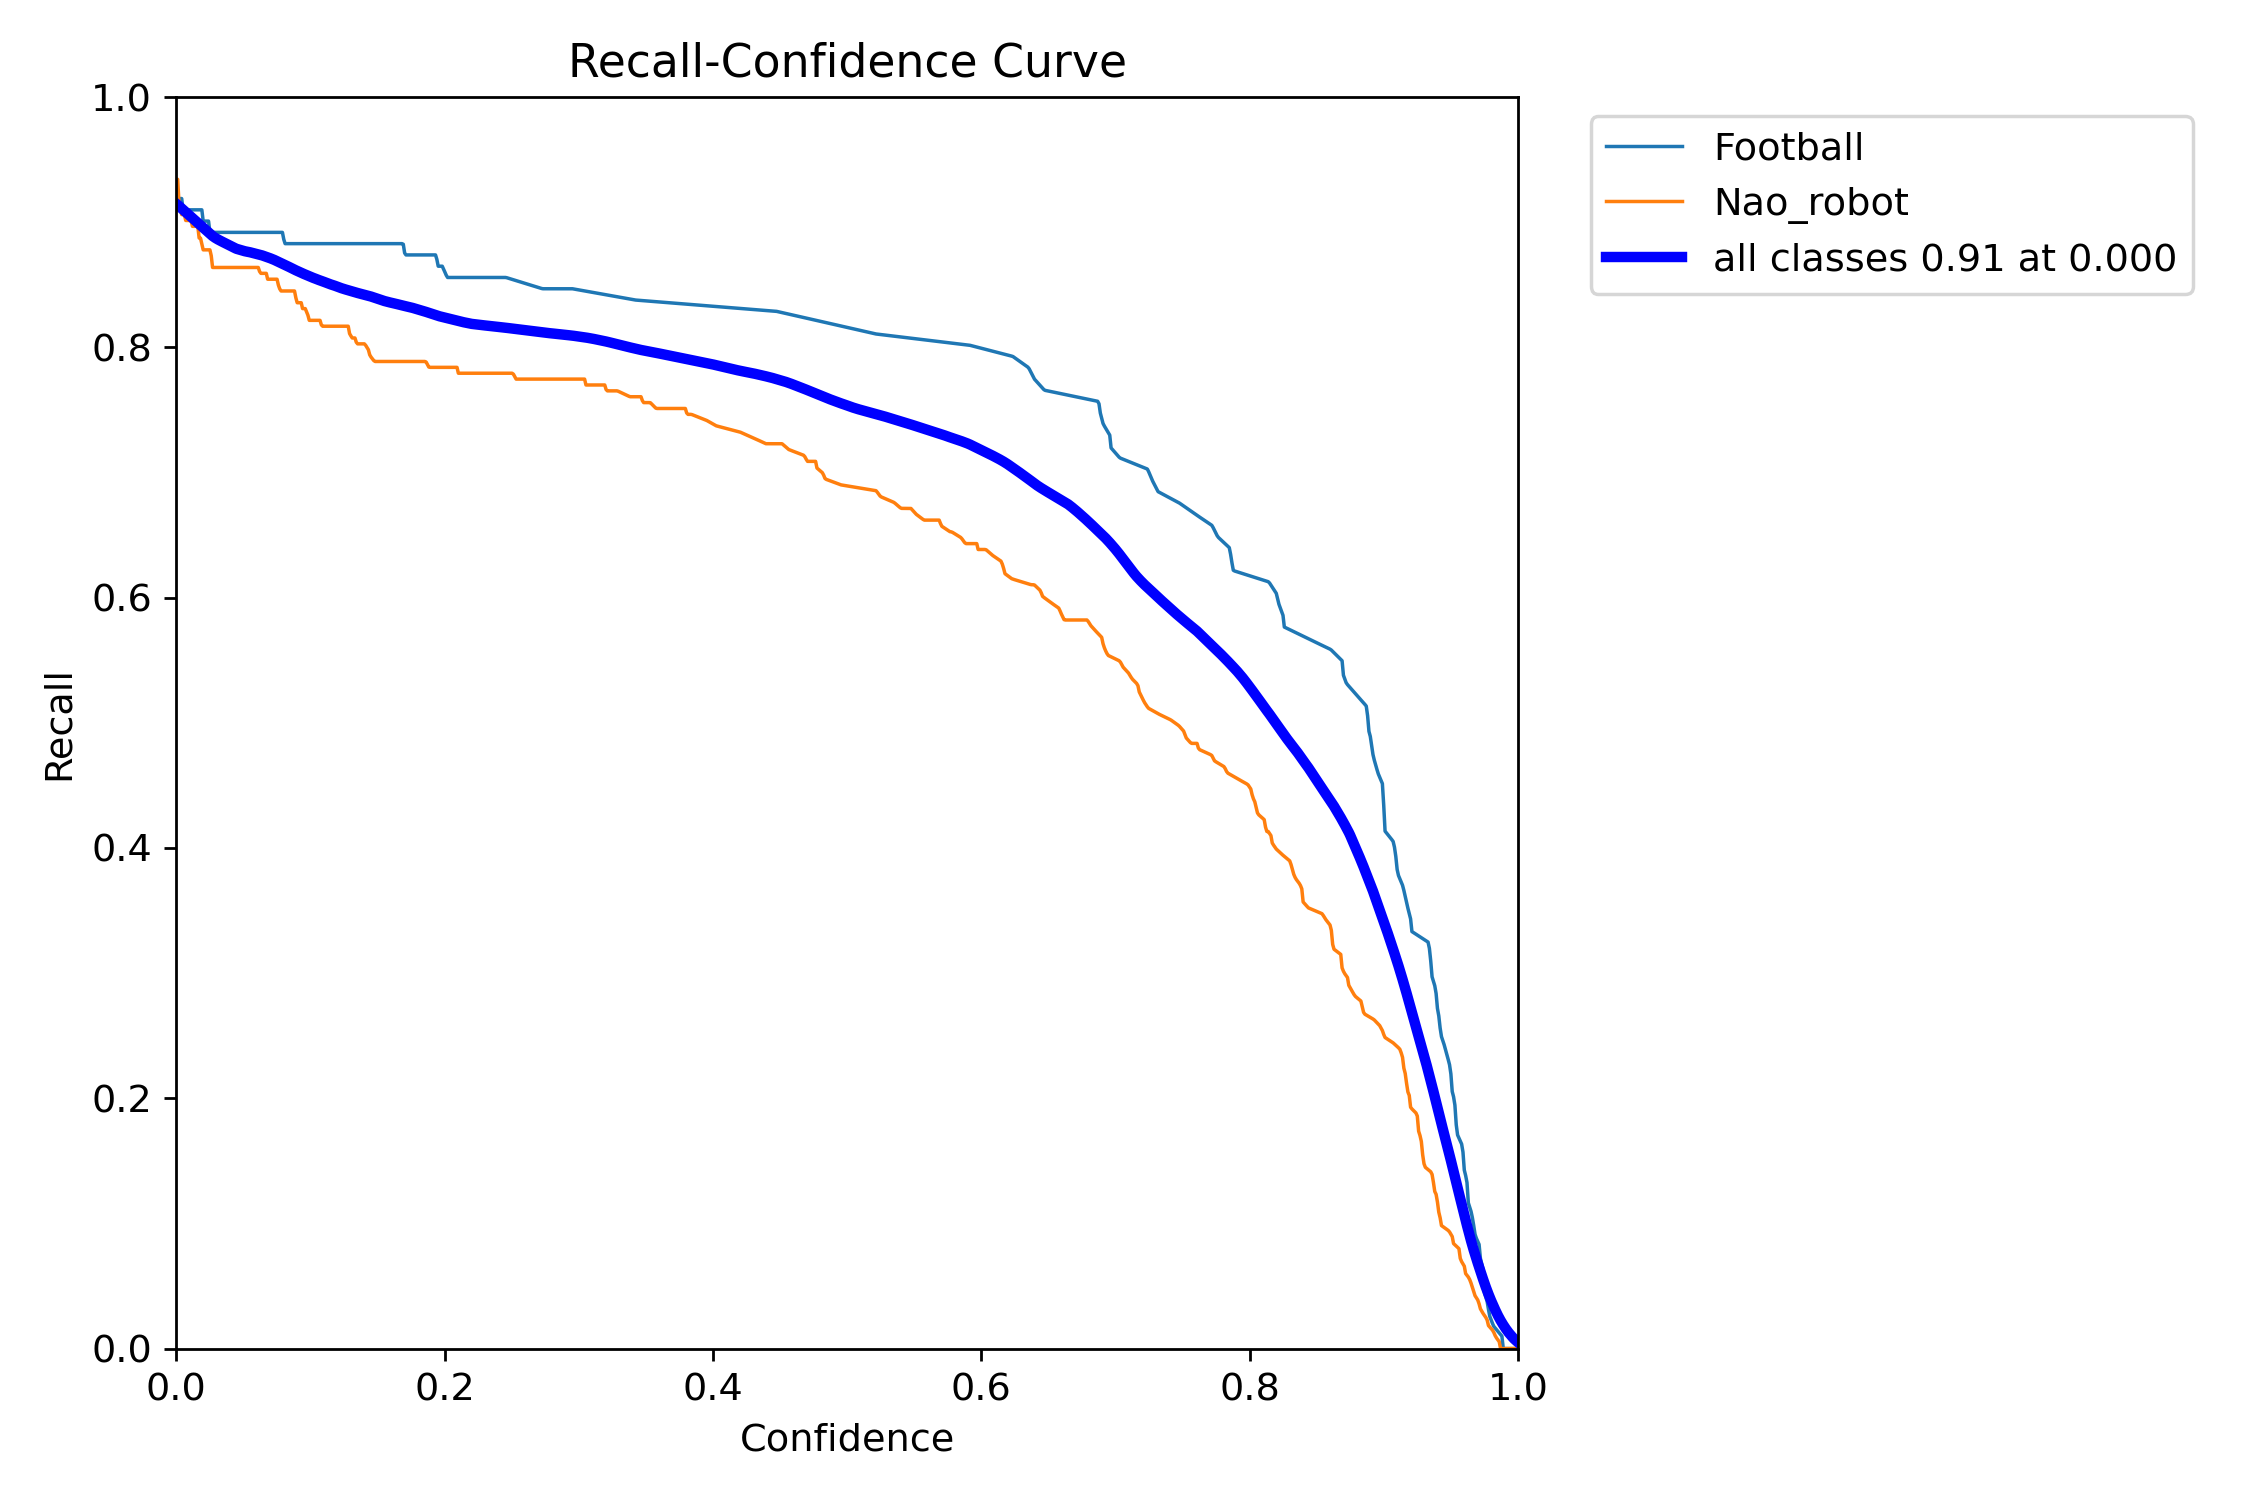 Recall-Confidence Curve
1.0
0.8
0.6
0.4
0.2
0.0
Recall
0.0 0.2 0.4 0.6 0.8 1.0
Confidence
Football
Nao_robot
all classes 0.91 at 0.000